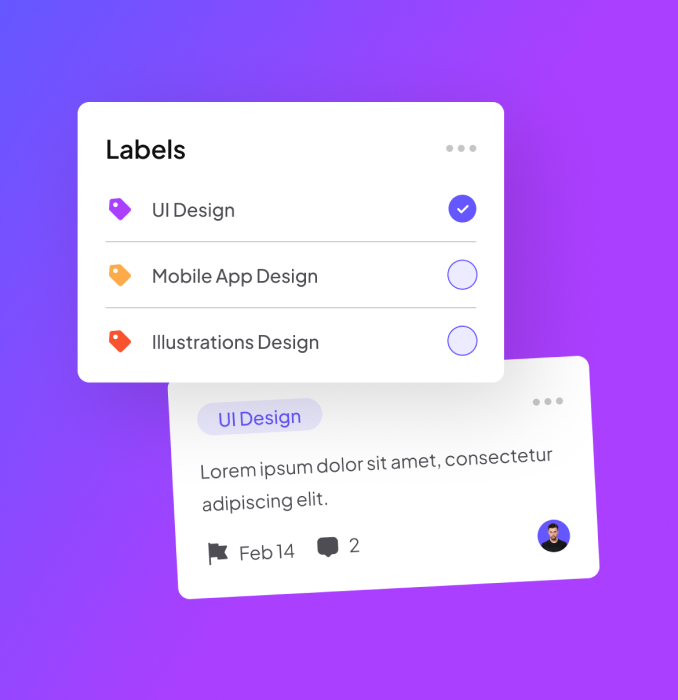 Labels
UI Design
Mobile App Design
Illustrations Design
UI Design
Lorem ipsum dolor sit amet, consectetur
adipiscing elit.
Feb 14 2